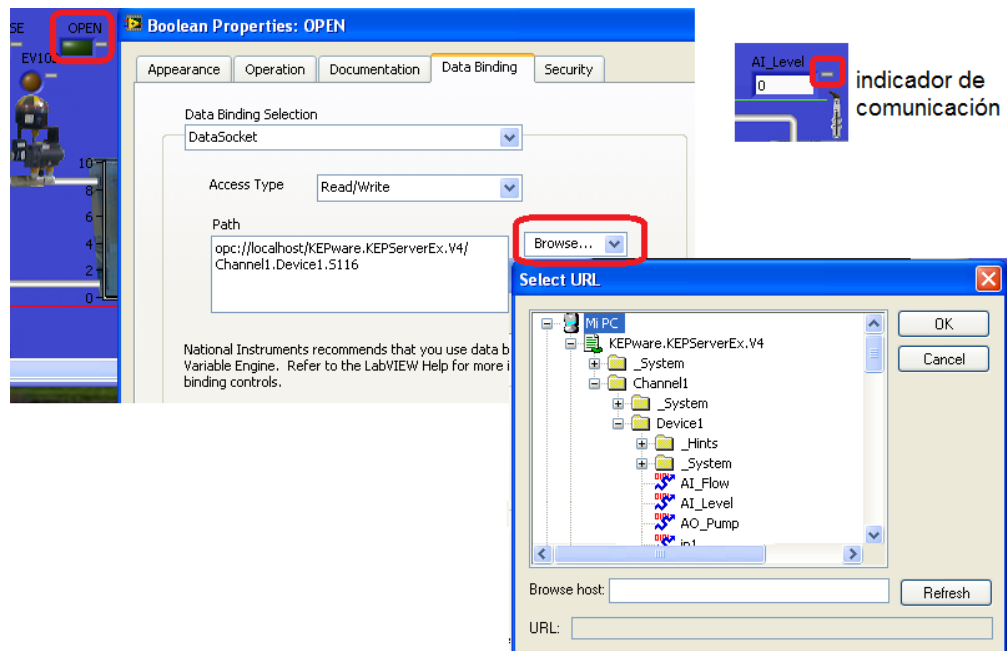 SE OPEN
EV10
10
8
6
4
2
0
Boolean Properties: OPEN
Appearance Operation Documentation Data Binding Security
Data Binding Selection
DataSocket
Access Type Read/Write
Path
opc://localhost/KEPware.KEPServerEx.V4/
Channel1.Device1.S116
Browse...
National Instruments recommends that you use data b
Variable Engine. Refer to the LabVIEW Help for more i
binding controls.
AI_Level
0
indicador de
comunicación
Select URL
Mi PC
KEPware.KEPServerEx.V4
_System
Channel1
_System
Device1
_Hints
_System
AI_Flow
AI_Level
AO_Pump
in1
OK
Cancel
Browse host:
Refresh
URL: